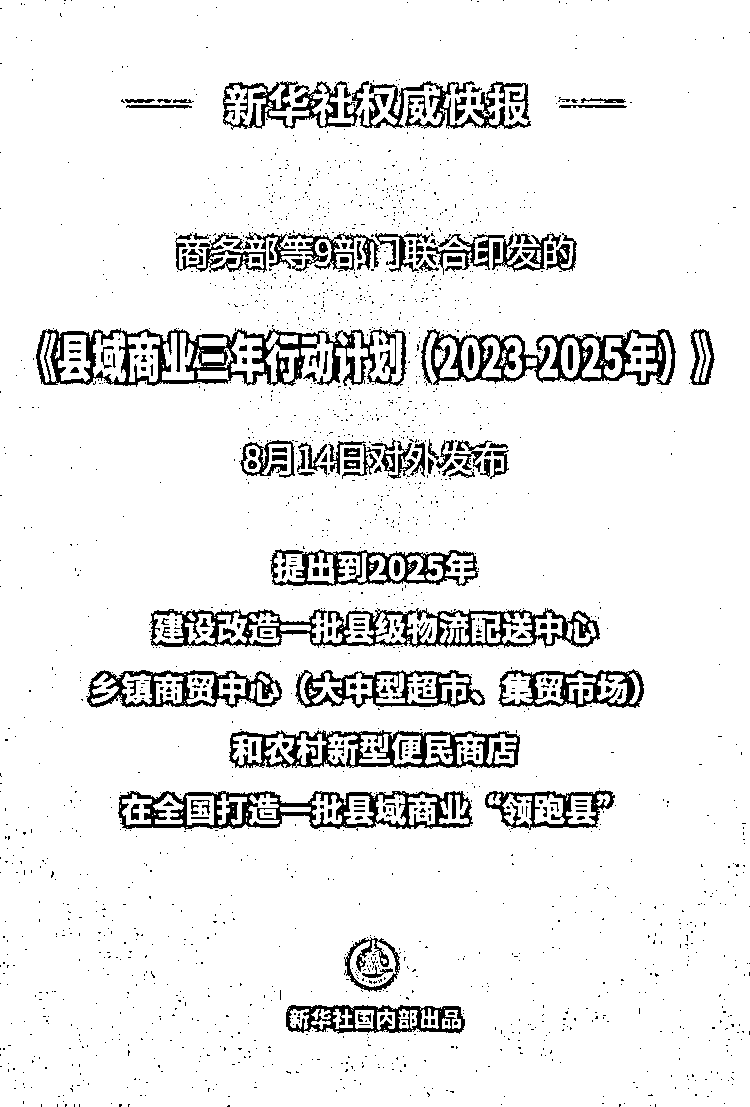 新华社权威快报
商务部等9部门联合印发的
《县域商业三年行动计划（2023-2025年）》
8月14日对外发布
提出到2025年
建设改造一批县级物流配送中心
乡镇商贸中心（大中型超市、集贸市场）
和农村新型便民商店
在全国打造一批县域商业“领跑县”
新华社国内部出品